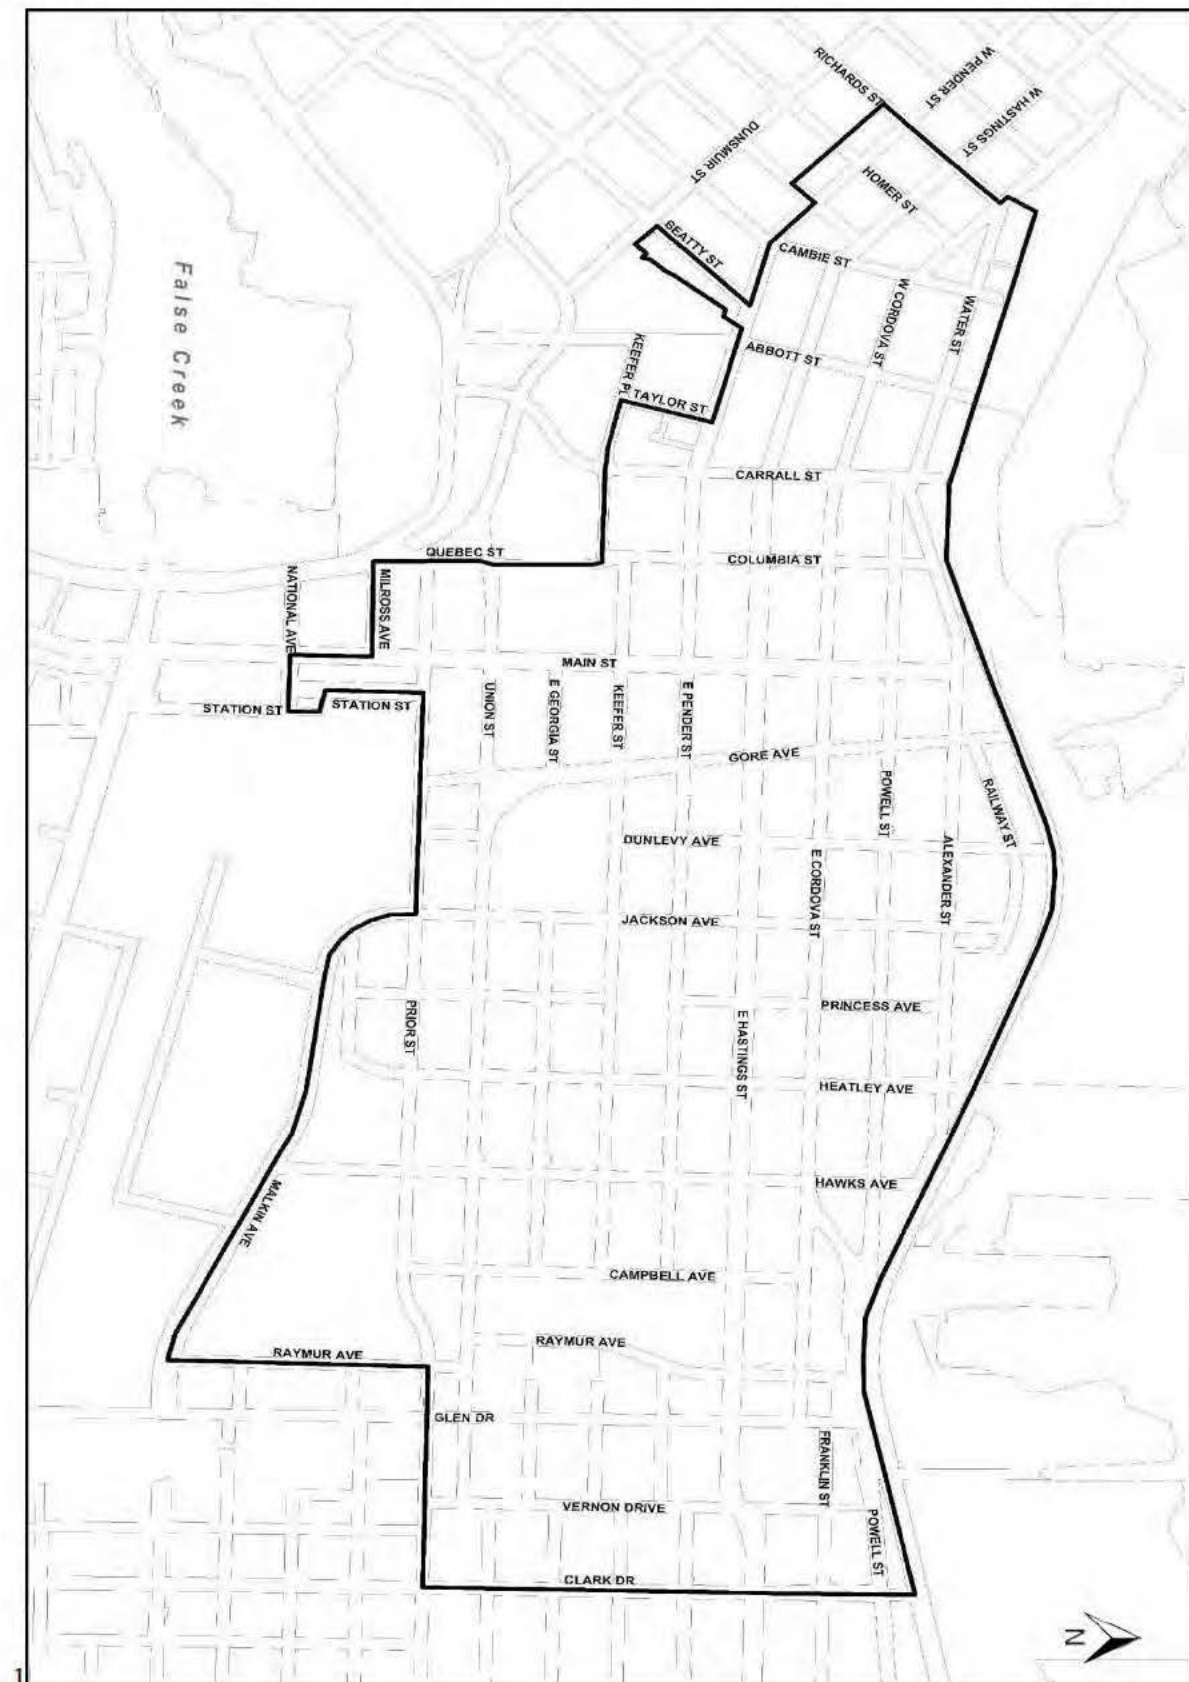 RICHARDS ST
W PENDER ST
W HASTINGS ST
DUNSMUIR ST
HOMER ST
BEATTY ST
CAMBIE ST
W CORDOVA ST
WATER ST
False Creek
KEEFER PL
ABBOTT ST
TAYLOR ST
CARRALL ST
QUEBEC ST
COLUMBIA ST
NATIONAL AVE
MILROSS AVE
MAIN ST
STATION ST
STATION ST
UNION ST
E GEORGIA ST
KEEFER ST
E PENDER ST
GORE AVE
POWELL ST
RAILWAY ST
DUNLEVY AVE
E CORDOVA ST
ALEXANDER ST
JACKSON AVE
PRIOR ST
E HASTINGS ST
PRINCESS AVE
HEATLEY AVE
MALKIN AVE
HAWKS AVE
CAMPBELL AVE
RAYMUR AVE
RAYMUR AVE
GLEN DR
FRANKLIN ST
VERNON DRIVE
POWELL ST
CLARK DR
N
1